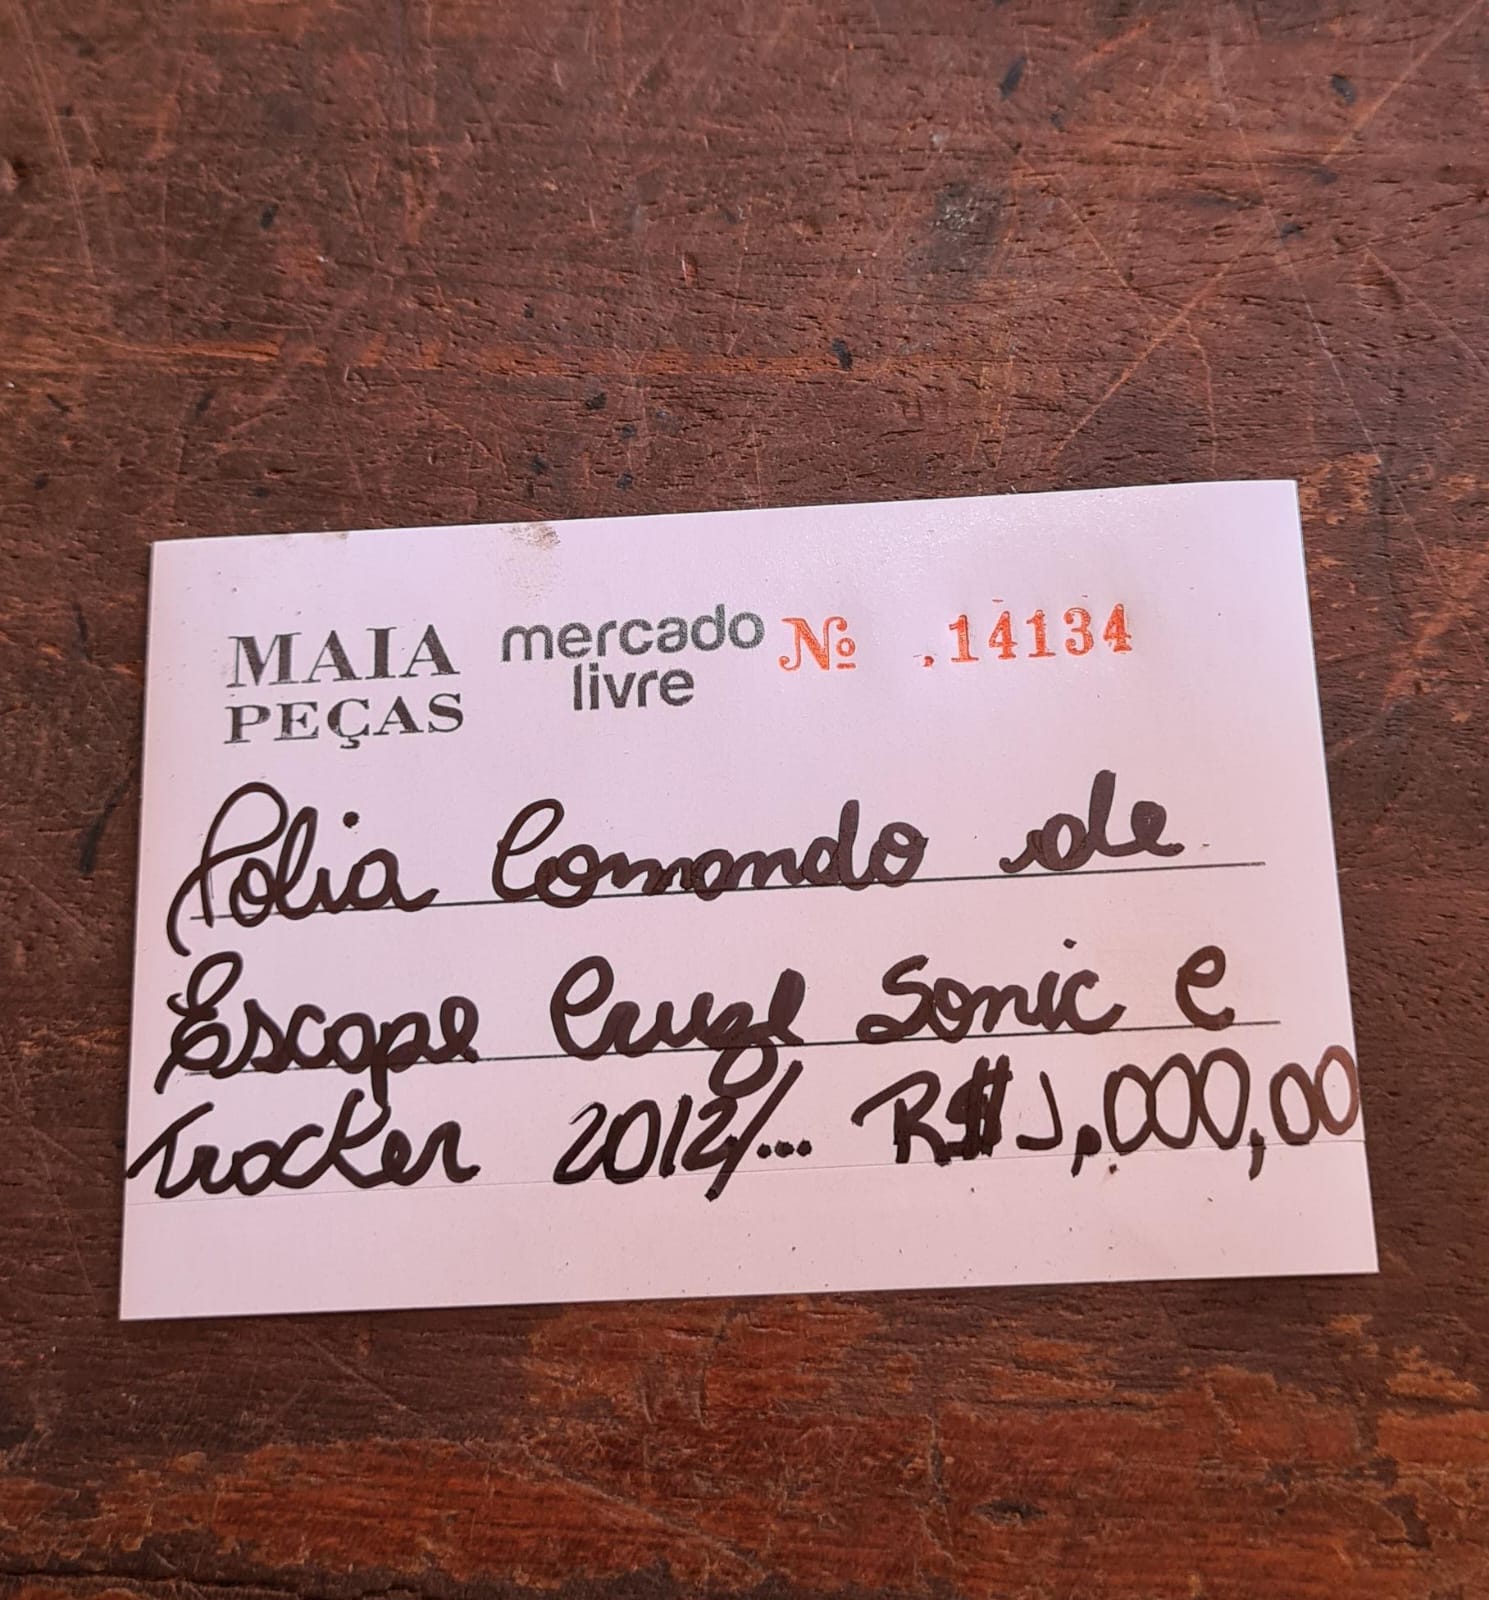 MAIA PEÇAS mercado livre Nº .14134
Polia Comando de
Escape Cruze Sonic e
Tracker 2012/... R$ 1,000,00